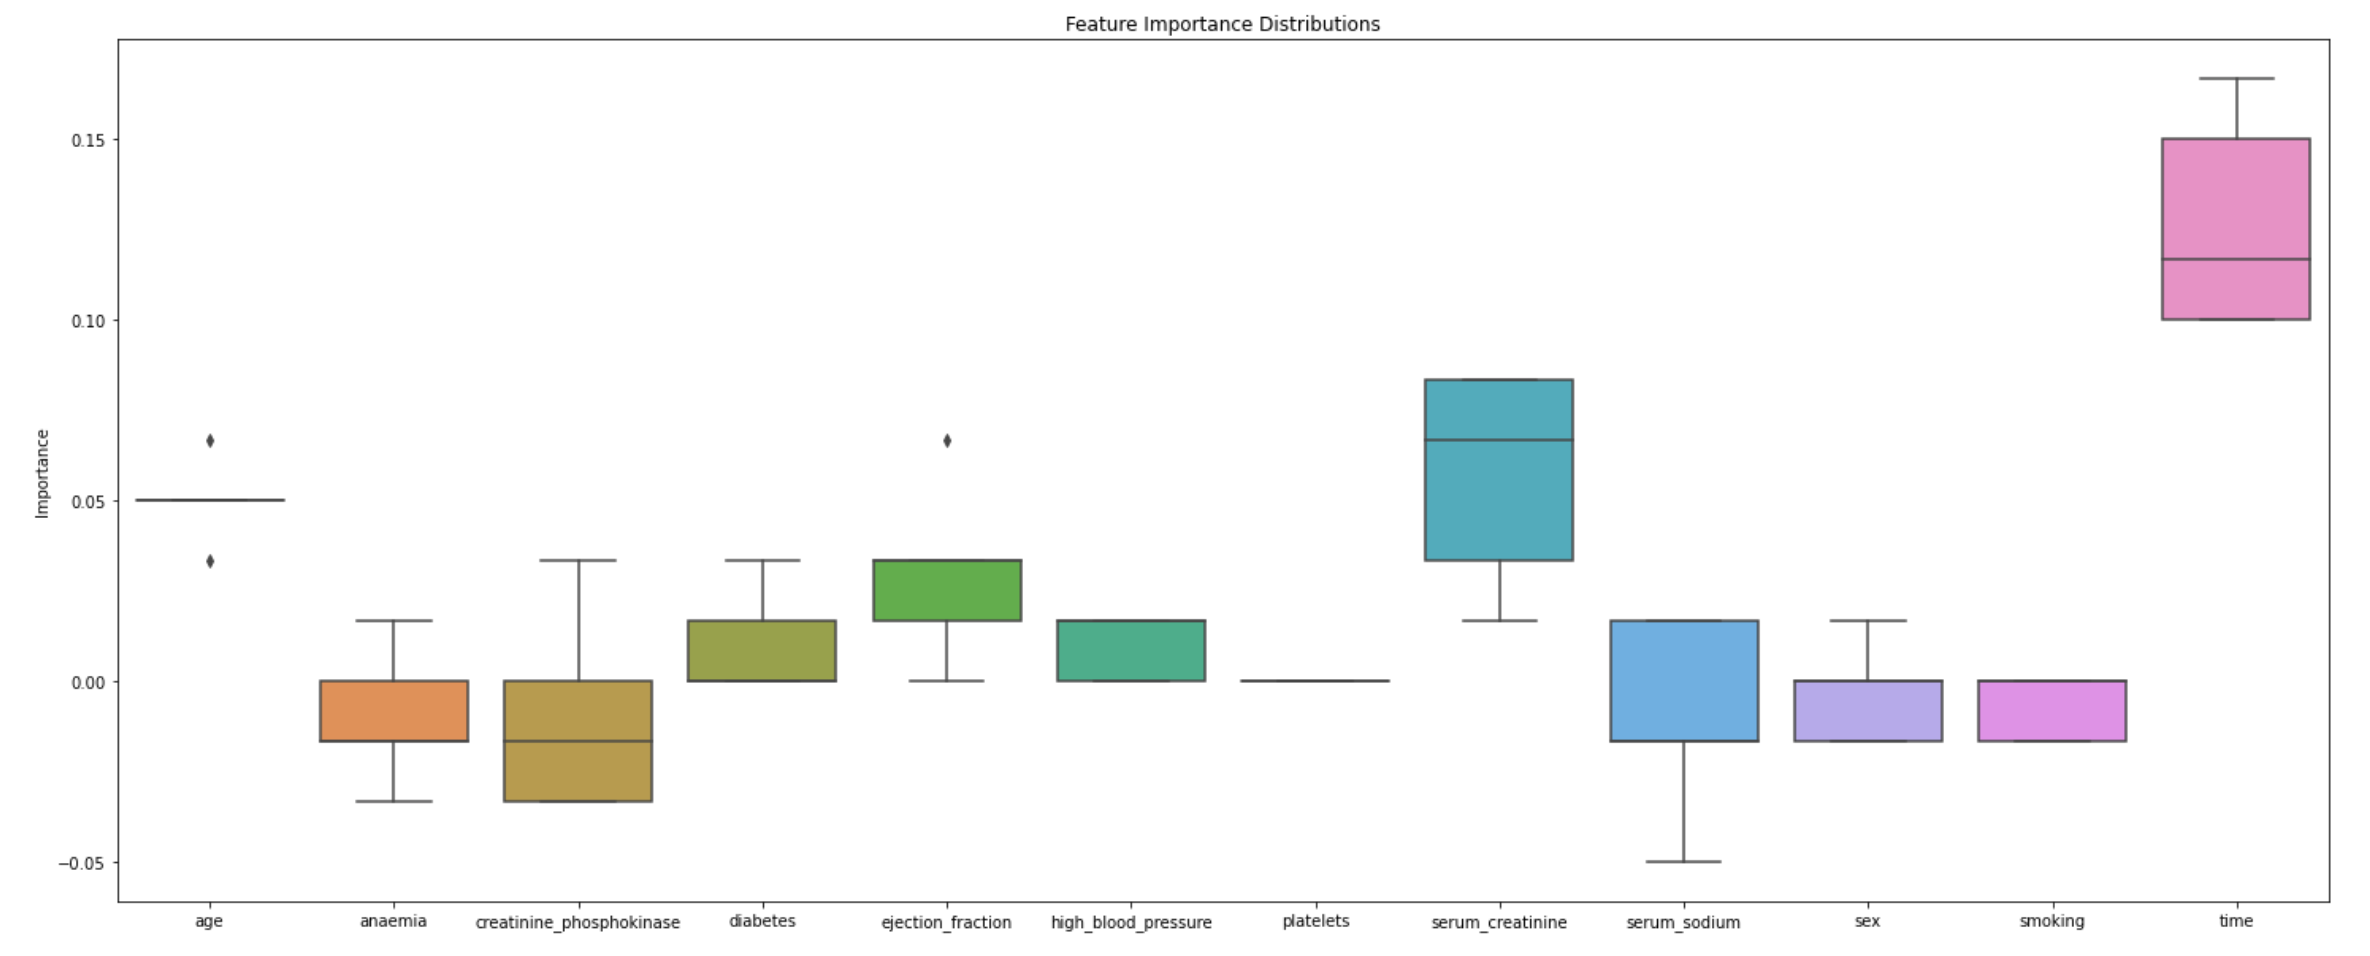 Feature Importance Distributions
Importance
0.15
0.10
0.05
0.00
−0.05
age anaemia creatinine_phosphokinase diabetes ejection_fraction high_blood_pressure platelets serum_creatinine serum_sodium sex smoking time